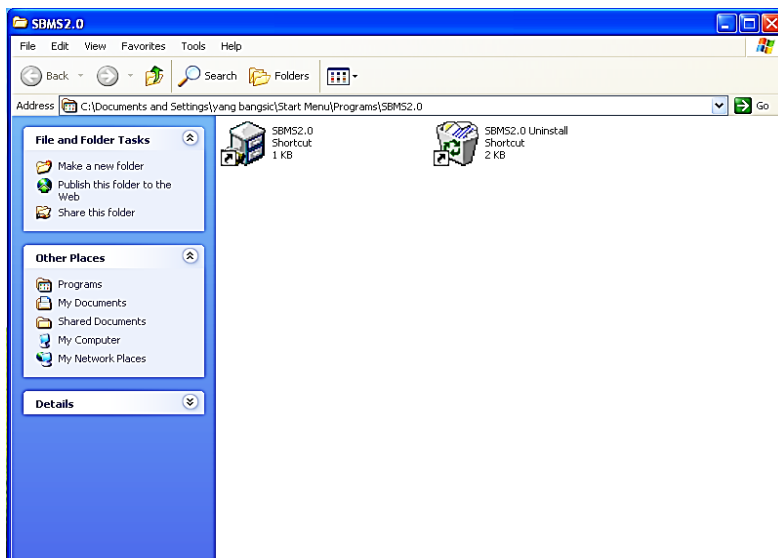 SBMS2.0
File Edit View Favorites Tools Help
Back Search Folders
Address C:\Documents and Settings\yang bangsic\Start Menu\Programs\SBMS2.0 Go
File and Folder Tasks
Make a new folder
Publish this folder to the
Web
Share this folder
Other Places
Programs
My Documents
Shared Documents
My Computer
My Network Places
Details
SBMS2.0
Shortcut
1 KB
SBMS2.0 Uninstall
Shortcut
2 KB